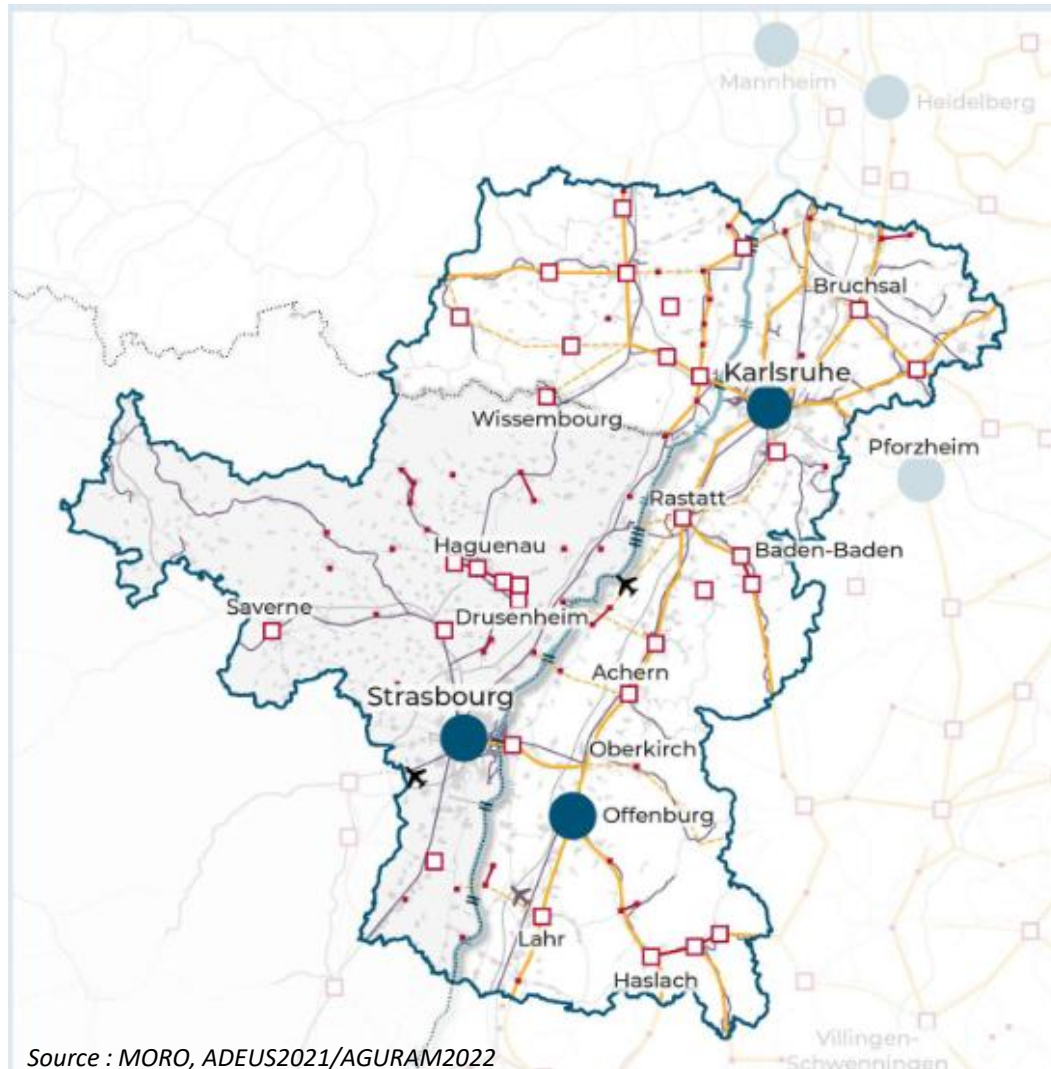 Mannheim
Heidelberg
Bruchsal
Karlsruhe
Wissembourg
Pforzheim
Rastatt
Haguenau
Baden-Baden
Saverne
Drusenheim
Achern
Strasbourg
Oberkirch
Offenburg
Lahr
Haslach
Villingen-
Schwenningen
Source : MORO, ADEUS2021/AGURAM2022